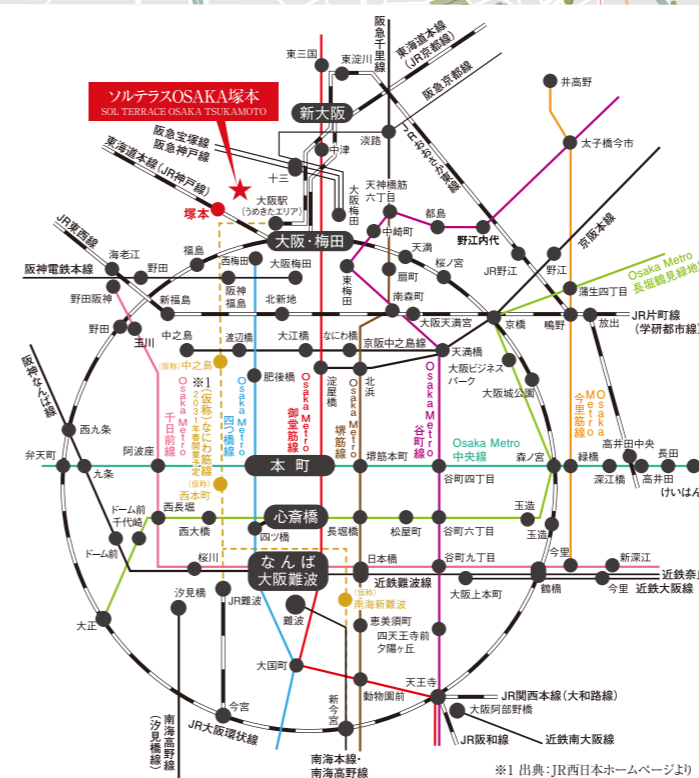 阪急千里線
東海道本線
(JR京都線)
東三国
東淀川
阪急京都線
井高野
ソルテラスOSAKA塚本
SOL TERRACE OSAKA TSUKAMOTO
新大阪
JRおおさか東線
太子橋今市
阪急宝塚線
阪急神戸線
中津
淡路
東海道本線(JR神戸線)
十三
大阪梅田
天神橋筋
六丁目
大阪駅
(うめきたエリア)
塚本
都島
野江内代
京阪本線
中崎町
JR東西線
海老江
福島
西梅田
大阪・梅田
天満
東梅田
扇町
桜ノ宮
JR野江
野江
Osaka Metro
長堀鶴見緑地
阪神電鉄本線
野田
阪神
福島
大阪梅田
野田阪神
新福島
北新地
南森町
大阪天満宮
京橋
蒲生四丁目
鴫野
放出
JR片町線
(学研都市線)
野田
玉川
中之島
渡辺橋
大江橋
なにわ橋
京阪中之島線
天満橋
(仮称)中之島
大阪ビジネス
パーク
大阪城公園
阪神なんば線
肥後橋
淀屋橋
北浜
Osaka Metro
千日前線
※1
(仮称)なにわ筋線
2031年春開業予定
Osaka Metro
四つ橋線
Osaka Metro
御堂筋線
Osaka Metro
堺筋線
Osaka Metro
谷町線
Osaka Metro
今里筋線
西九条
Osaka Metro
中央線
弁天町
九条
阿波座
本町
堺筋本町
谷町四丁目
森ノ宮
緑橋
深江橋
高井田中央
高井田
長田
けいはん
(仮称)
西本町
ドーム前
千代崎
西長堀
西大橋
心斎橋
四ツ橋
長堀橋
松屋町
谷町六丁目
玉造
玉造
ドーム前
桜川
なんば
大阪難波
日本橋
谷町九丁目
今里
新深江
近鉄難波線
近鉄奈
近鉄大阪線
大阪上本町
鶴橋
今里
汐見橋
JR難波
難波
(仮称)
南海新難波
大正
恵美須町
四天王寺前
夕陽ヶ丘
大国町
動物園前
天王寺
今宮
JR大阪環状線
新今宮
JR関西本線(大和路線)
大阪阿部野橋
JR阪和線
近鉄南大阪線
南海高野線
(汐見橋線)
南海本線・
南海高野線
※1 出典:JR西日本ホームページより